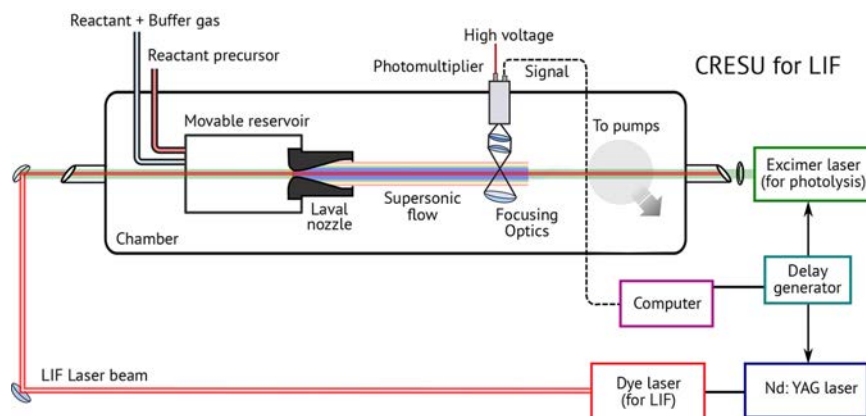 Reactant + Buffer gas
Reactant precursor
High voltage
Photomultiplier
Signal
CRESU for LIF
Movable reservoir
To pumps
Excimer laser
(for photolysis)
Laval
nozzle
Supersonic
flow
Focusing
Optics
Chamber
Delay
generator
Computer
LIF Laser beam
Dye laser
(for LIF)
Nd: YAG laser